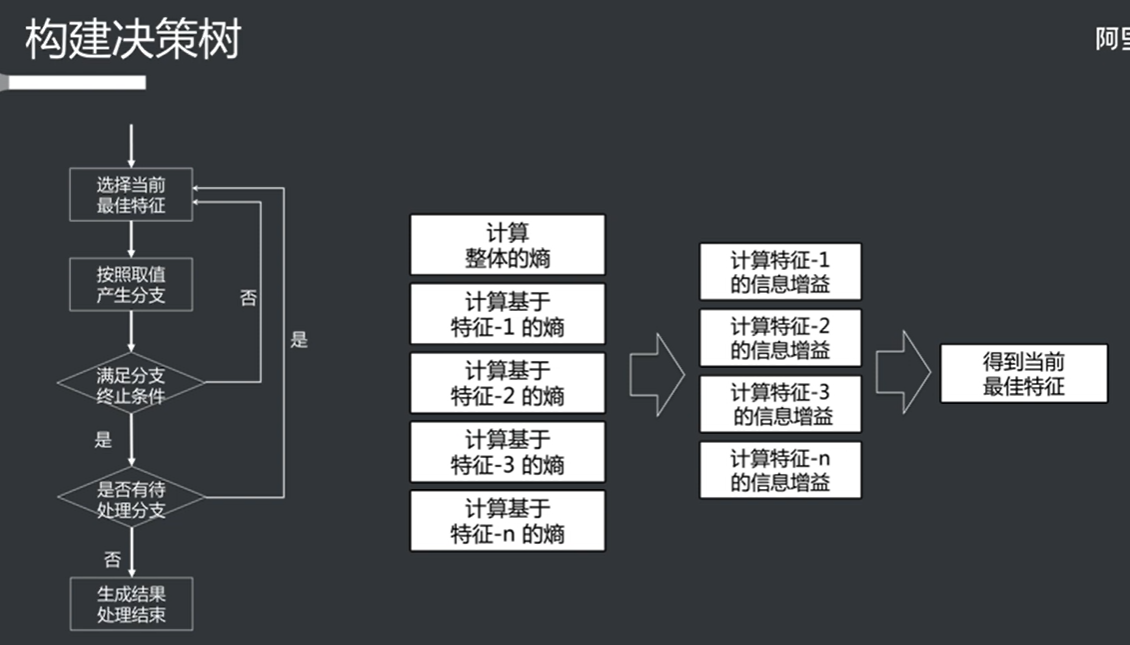 构建决策树
阿里
选择当前
最佳特征
按照取值
产生分支
否
是
满足分支
终止条件
是
是否有待
处理分支
否
生成结果
处理结束
计算
整体的熵
计算基于
特征-1 的熵
计算基于
特征-2 的熵
计算基于
特征-3 的熵
计算基于
特征-n 的熵
计算特征-1
的信息增益
计算特征-2
的信息增益
计算特征-3
的信息增益
计算特征-n
的信息增益
得到当前
最佳特征